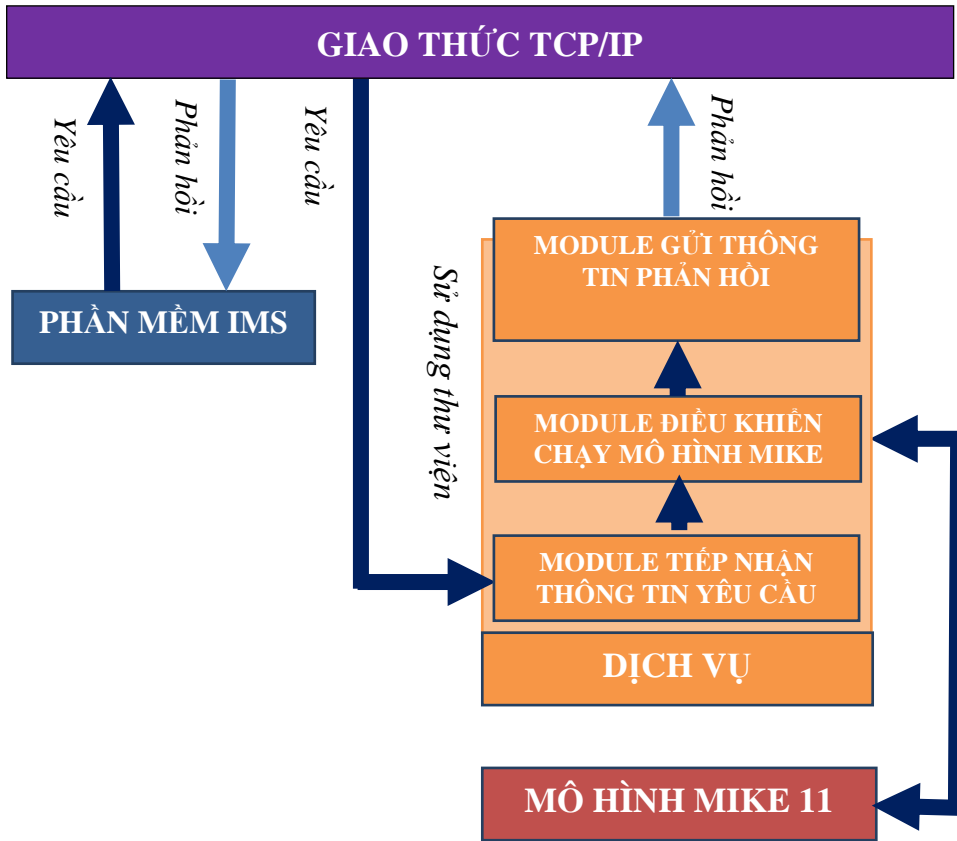 GIAO THỨC TCP/IP
Yêu cầu
Phản hồi
Yêu cầu
Phản hồi
MODULE GỬI THÔNG
TIN PHẢN HỒI
PHẦN MỀM IMS
Sử dụng thư viện
MODULE ĐIỀU KHIỂN
CHẠY MÔ HÌNH MIKE
MODULE TIẾP NHẬN
THÔNG TIN YÊU CẦU
DỊCH VỤ
MÔ HÌNH MIKE 11